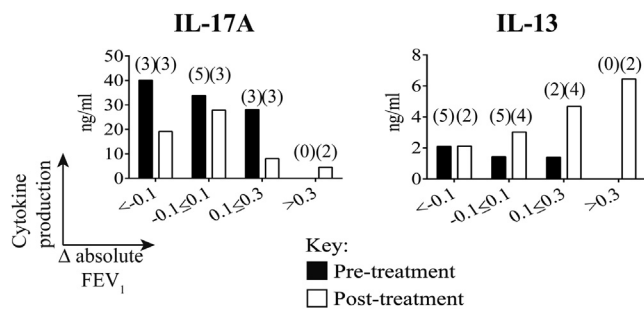 IL-17A
50
40
30
20
10
0
ng/ml
(3)(3)
(5)(3)
(3)(3)
(0)(2)
<-0.1
-0.1≤0.1
0.1≤0.3
>0.3
IL-13
8
6
4
2
0
ng/ml
(5)(2)
(5)(4)
(2)(4)
(0)(2)
<-0.1
-0.1≤0.1
0.1≤0.3
>0.3
Cytokine
production
Δ absolute
FEV₁
Key:
Pre-treatment
Post-treatment